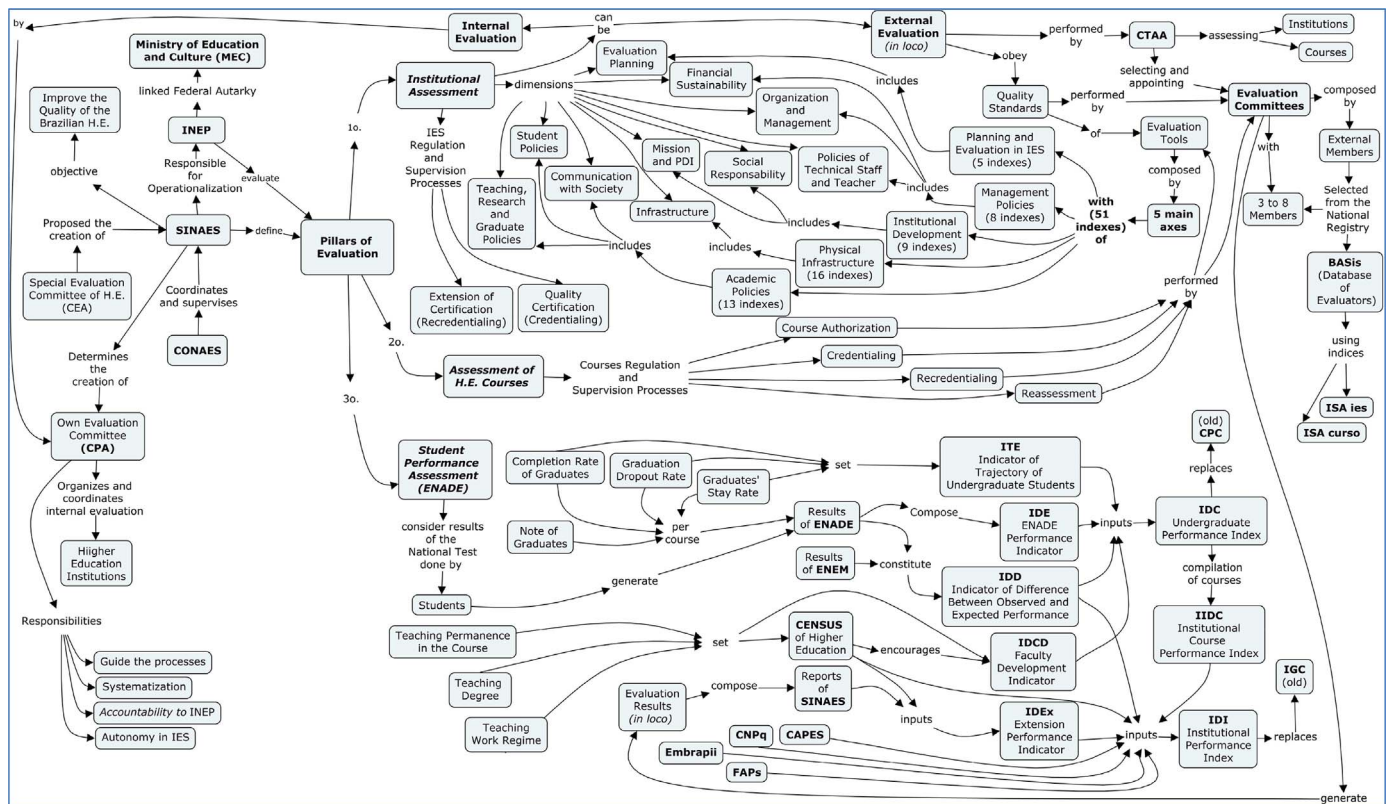 by
Internal
Evaluation
can
be
External
Evaluation
(in loco)
performed
by
CTAA
assessing
Institutions
Courses
Ministry of Education
and Culture (MEC)
linked Federal Autarky
INEP
Responsible
for
Operationalization
evaluate
Improve the
Quality of the
Brazilian H.E.
objective
Proposed the
creation of
SINAES
define
Special Evaluation
Committee of H.E.
(CEA)
Coordinates
and supervises
CONAES
Determines
the
creation of
Own Evaluation
Committee
(CPA)
Organizes and
coordinates
internal evaluation
Hiigher
Education
Institutions
Responsibilities
Guide the processes
Systematization
Accountability to INEP
Autonomy in IES
Pillars of
Evaluation
1o.
2o.
3o.
Institutional
Assessment
dimensions
IES
Regulation
and
Supervision
Processes
Extension of
Certification
(Recredentialing)
Quality
Certification
(Credentialing)
Evaluation
Planning
Financial
Sustainability
Organization
and
Management
Student
Policies
Mission
and PDI
Social
Responsability
Policies of
Technical Staff
and Teacher
Communication
with Society
Teaching,
Research
and
Graduate
Policies
Infrastructure
includes
includes
includes
includes
includes
Planning and
Evaluation in IES
(5 indexes)
Management
Policies
(8 indexes)
Institutional
Development
(9 indexes)
Physical
Infrastructure
(16 indexes)
Academic
Policies
(13 indexes)
with
(51
indexes)
of
obey
Quality
Standards
performed
by
of
Evaluation
Tools
composed
by
5 main
axes
selecting and
appointing
Evaluation
Committees
composed
by
External
Members
with
3 to 8
Members
Selected
from the
National
Registry
BASis
(Database
of
Evaluators)
using
indices
ISA ies
ISA curso
performed
by
Assessment of
H.E. Courses
Courses Regulation
and
Supervision Processes
Course Authorization
Credentialing
Recredentialing
Reassessment
Student
Performance
Assessment
(ENADE)
consider results
of the
National Test
done by
Students
generate
Completion Rate
of Graduates
Graduation
Dropout Rate
Graduates'
Stay Rate
Note of
Graduates
per
course
set
Results
of ENADE
Results
of ENEM
Compose
constitute
ITE
Indicator of
Trajectory of
Undergraduate Students
IDE
ENADE
Performance
Indicator
IDD
Indicator of Difference
Between Observed and
Expected Performance
inputs
(old)
CPC
replaces
IDC
Undergraduate
Performance Index
compilation
of courses
IIDC
Institutional
Course
Performance Index
Teaching Permanence
in the Course
Teaching
Degree
Teaching
Work Regime
set
CENSUS
of Higher
Education
encourages
IDCD
Faculty
Development
Indicator
Evaluation
Results
(in loco)
compose
Reports
of
SINAES
inputs
IDEx
Extension
Performance
Indicator
CNPq
CAPES
Embrapii
FAPs
inputs
IDI
Institutional
Performance
Index
replaces
IGC
(old)
generate